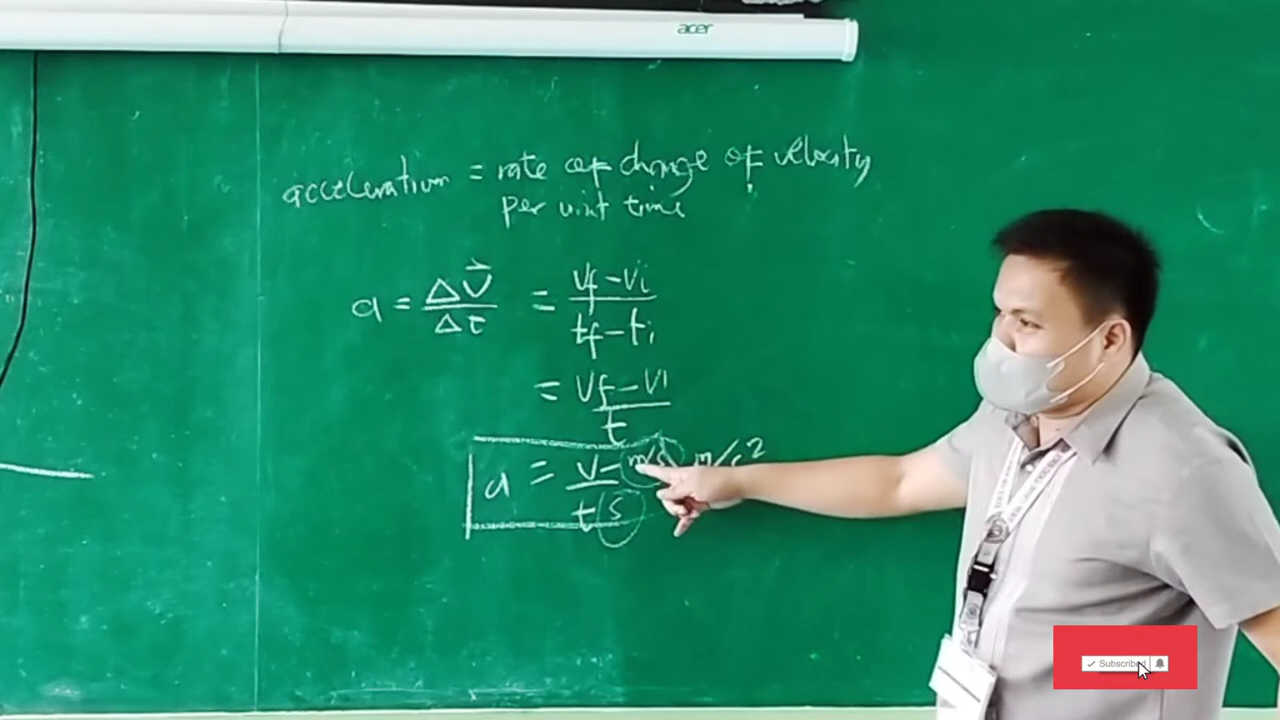 acer
acceleration = rate of change of velocity
per unit time
a = ΔV⃗/Δt = Vf-Vi/tf-ti
= Vf-Vi/t
a = V-m/s/t(s) m/s²
Subscribed